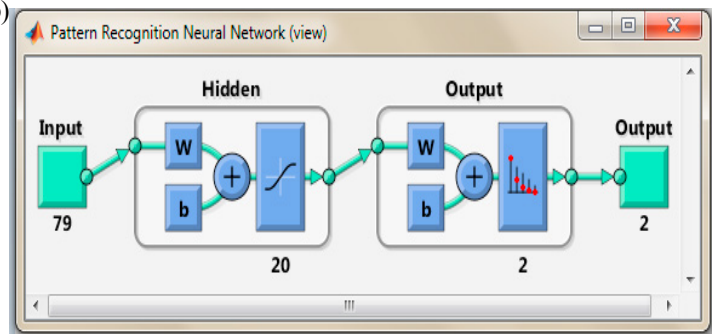 )
Pattern Recognition Neural Network (view)
Hidden Output
Input Output
W W
+ +
b b
79 2
20 2